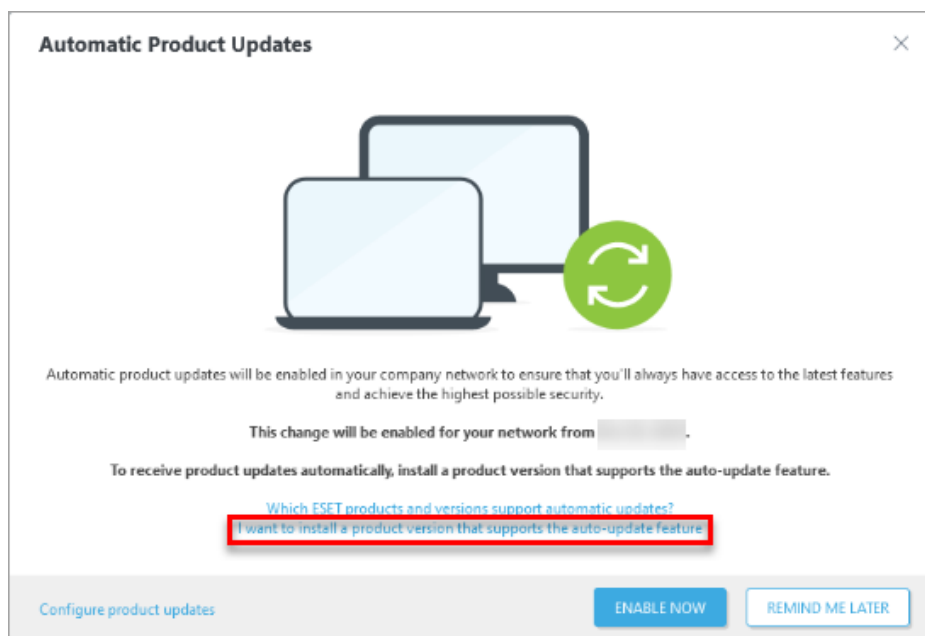 Automatic Product Updates
Automatic product updates will be enabled in your company network to ensure that you'll always have access to the latest features
and achieve the highest possible security.
This change will be enabled for your network from .
To receive product updates automatically, install a product version that supports the auto-update feature.
Which ESET products and versions support automatic updates?
I want to install a product version that supports the auto-update feature
Configure product updates
ENABLE NOW
REMIND ME LATER